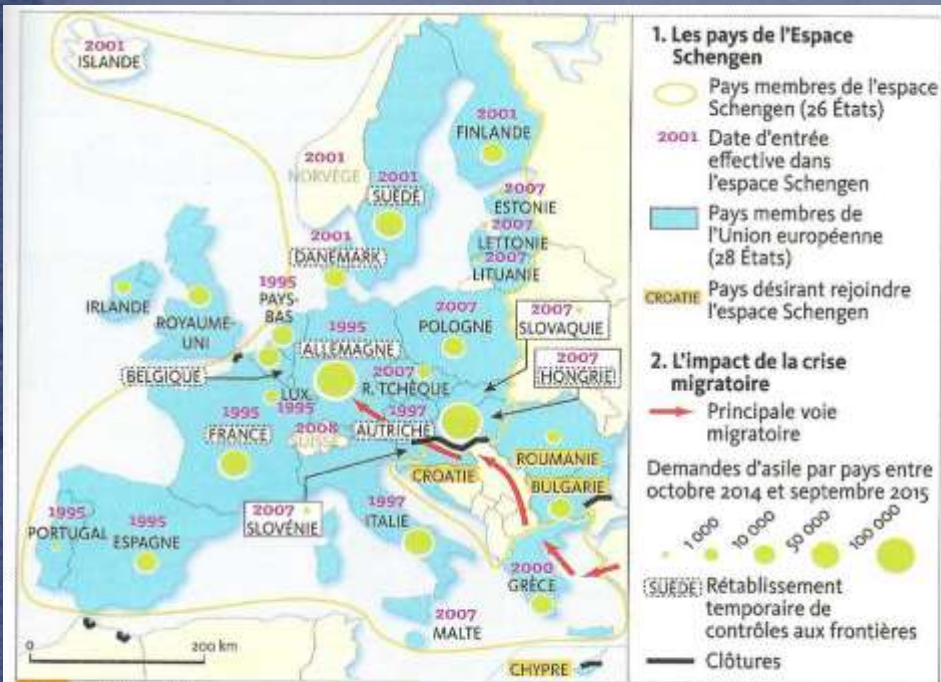 2001
ISLANDE
2001
FINLANDE
2001
NORVÈGE
2001
SUÈDE
2007
ESTONIE
2007
LETTONIE
2007
LITUANIE
2001
DANEMARK
IRLANDE
ROYAUME-
UNI
1995
PAYS-
BAS
BELGIQUE
1995
ALLEMAGNE
2007
POLOGNE
2007
SLOVAQUIE
2007
HONGRIE
2007
R. TCHÈQUE
LUX.
1995
1995
FRANCE
2008
SUISSE
1997
AUTRICHE
CROATIE
ROUMANIE
BULGARIE
2007
SLOVÉNIE
1997
ITALIE
1995
PORTUGAL
1995
ESPAGNE
2000
GRÈCE
2007
MALTE
CHYPRE
0
200 km
1. Les pays de l'Espace
Schengen
Pays membres de l'espace
Schengen (26 États)
2001 Date d'entrée
effective dans
l'espace Schengen
Pays membres de
l'Union européenne
(28 États)
CROATIE Pays désirant rejoindre
l'espace Schengen
2. L'impact de la crise
migratoire
Principale voie
migratoire
Demandes d'asile par pays entre
octobre 2014 et septembre 2015
1 000
10 000
50 000
100 000
SUÈDE Rétablissement
temporaire de
contrôles aux frontières
Clôtures